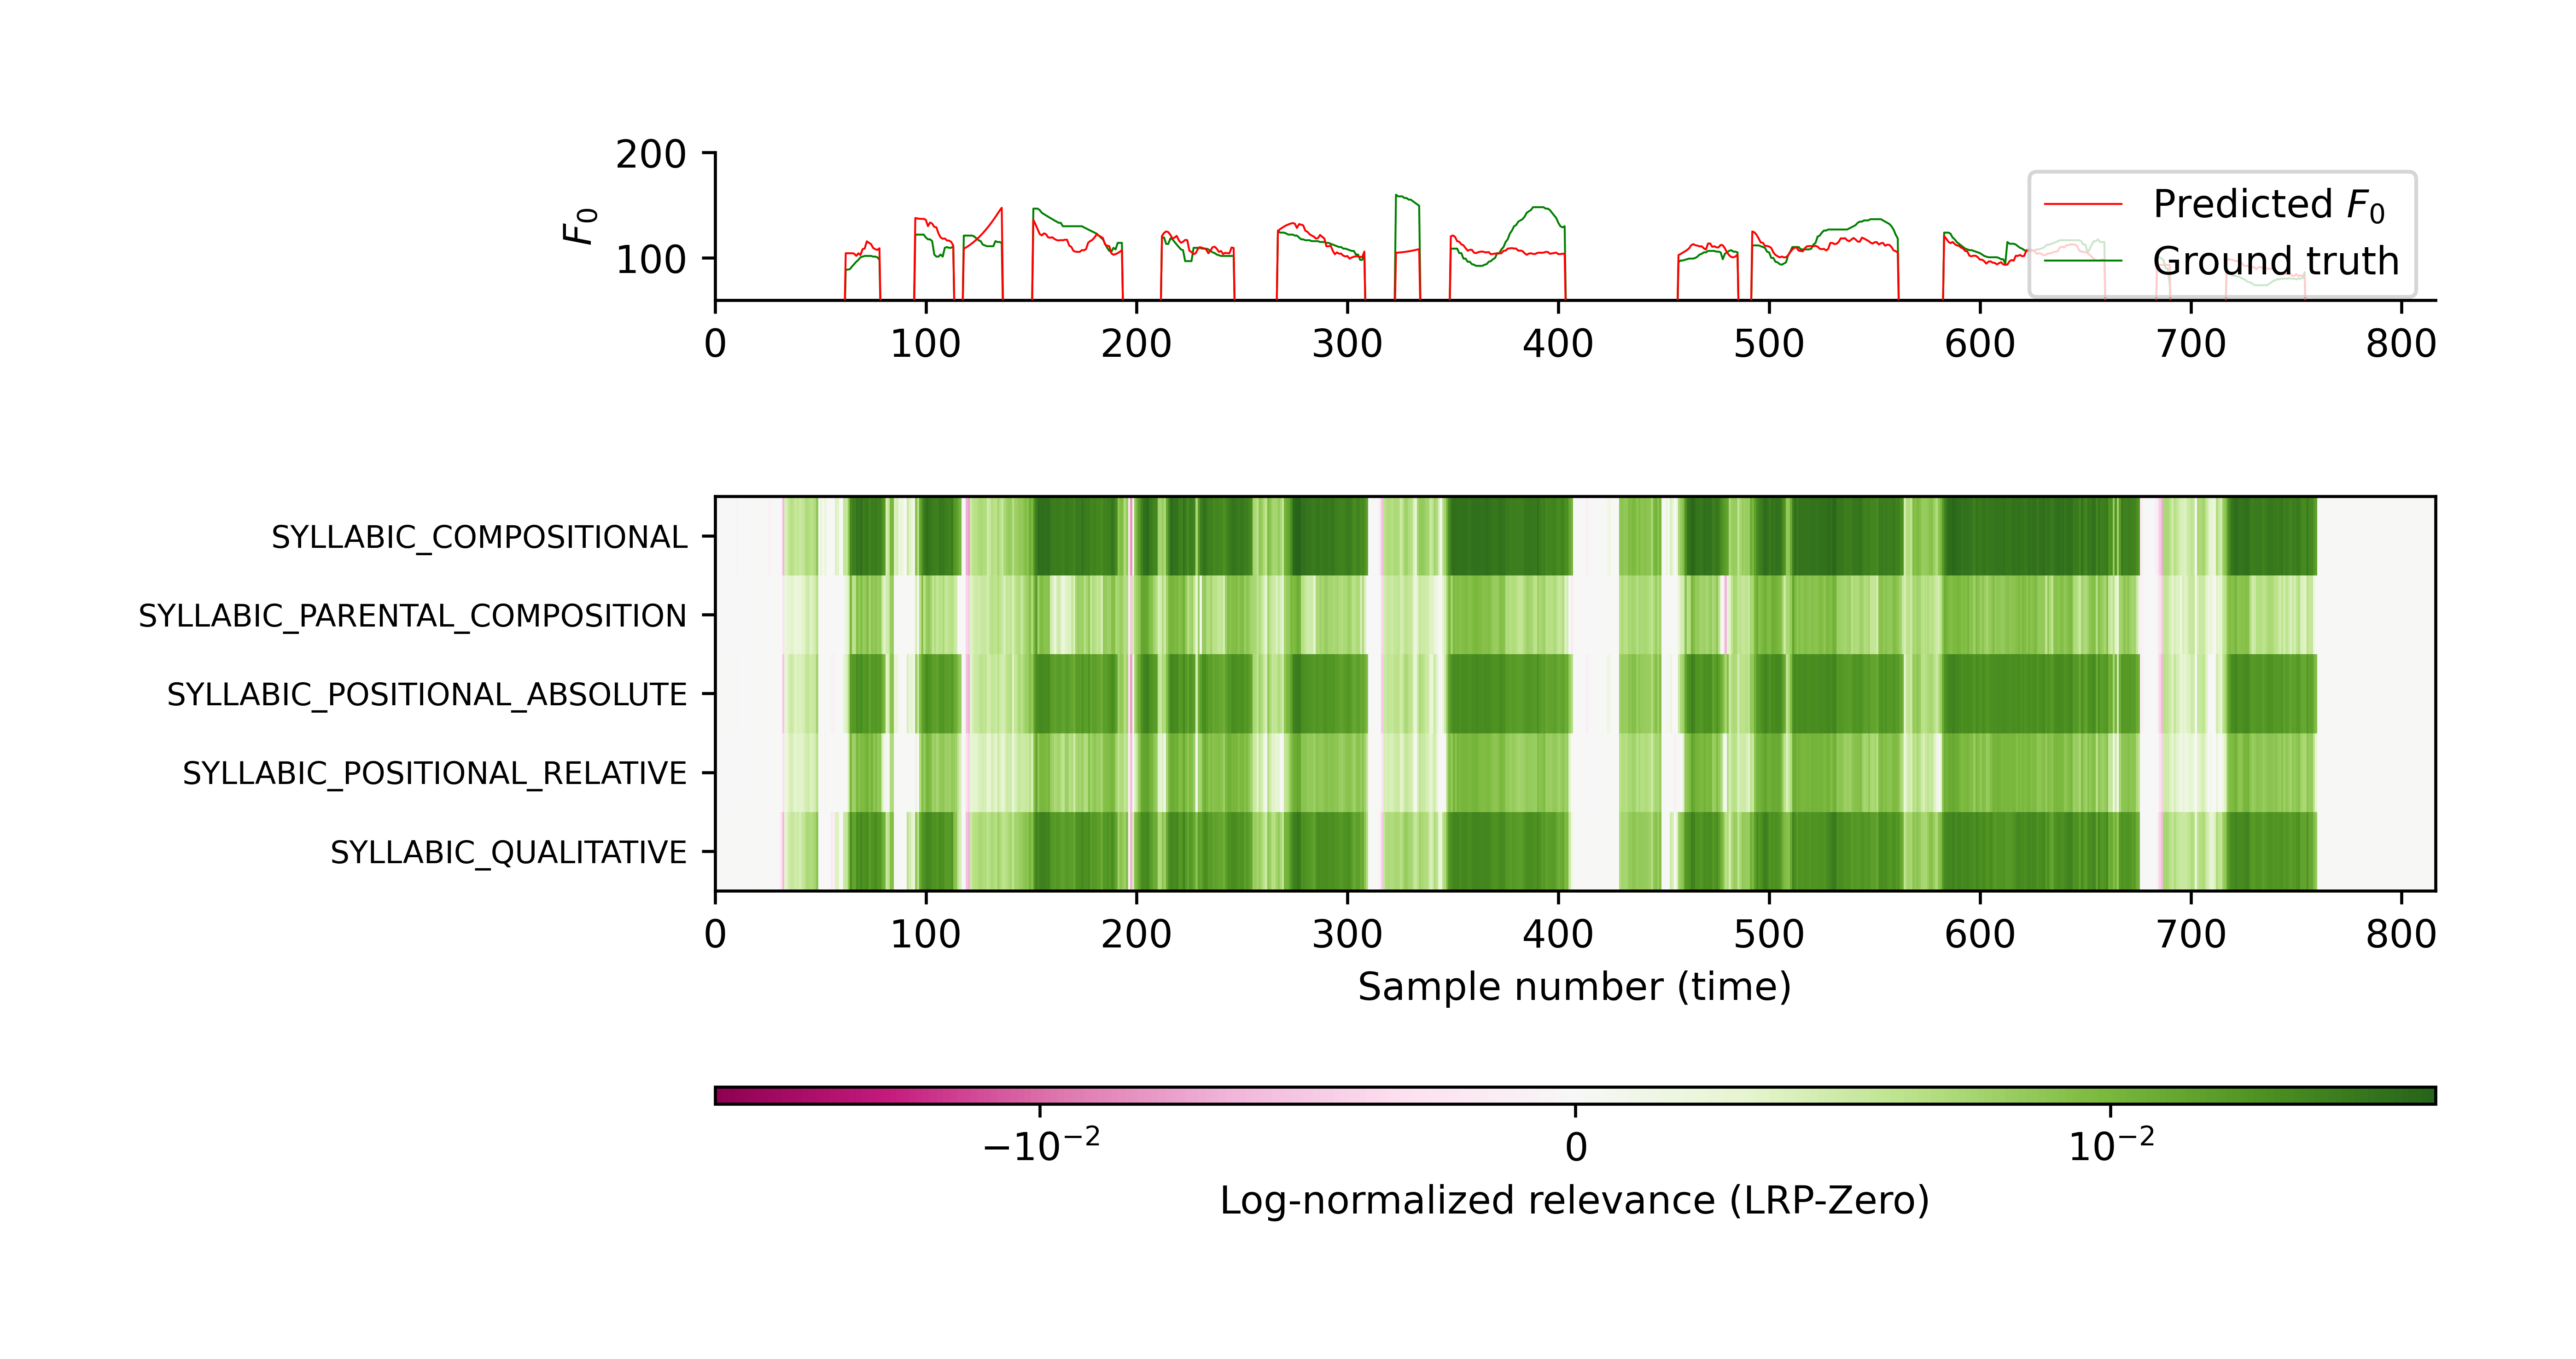 200
100
F₀
Predicted F₀
Ground truth
0 100 200 300 400 500 600 700 800
SYLLABIC_COMPOSITIONAL
SYLLABIC_PARENTAL_COMPOSITION
SYLLABIC_POSITIONAL_ABSOLUTE
SYLLABIC_POSITIONAL_RELATIVE
SYLLABIC_QUALITATIVE
0 100 200 300 400 500 600 700 800
Sample number (time)
−10⁻² 0 10⁻²
Log-normalized relevance (LRP-Zero)